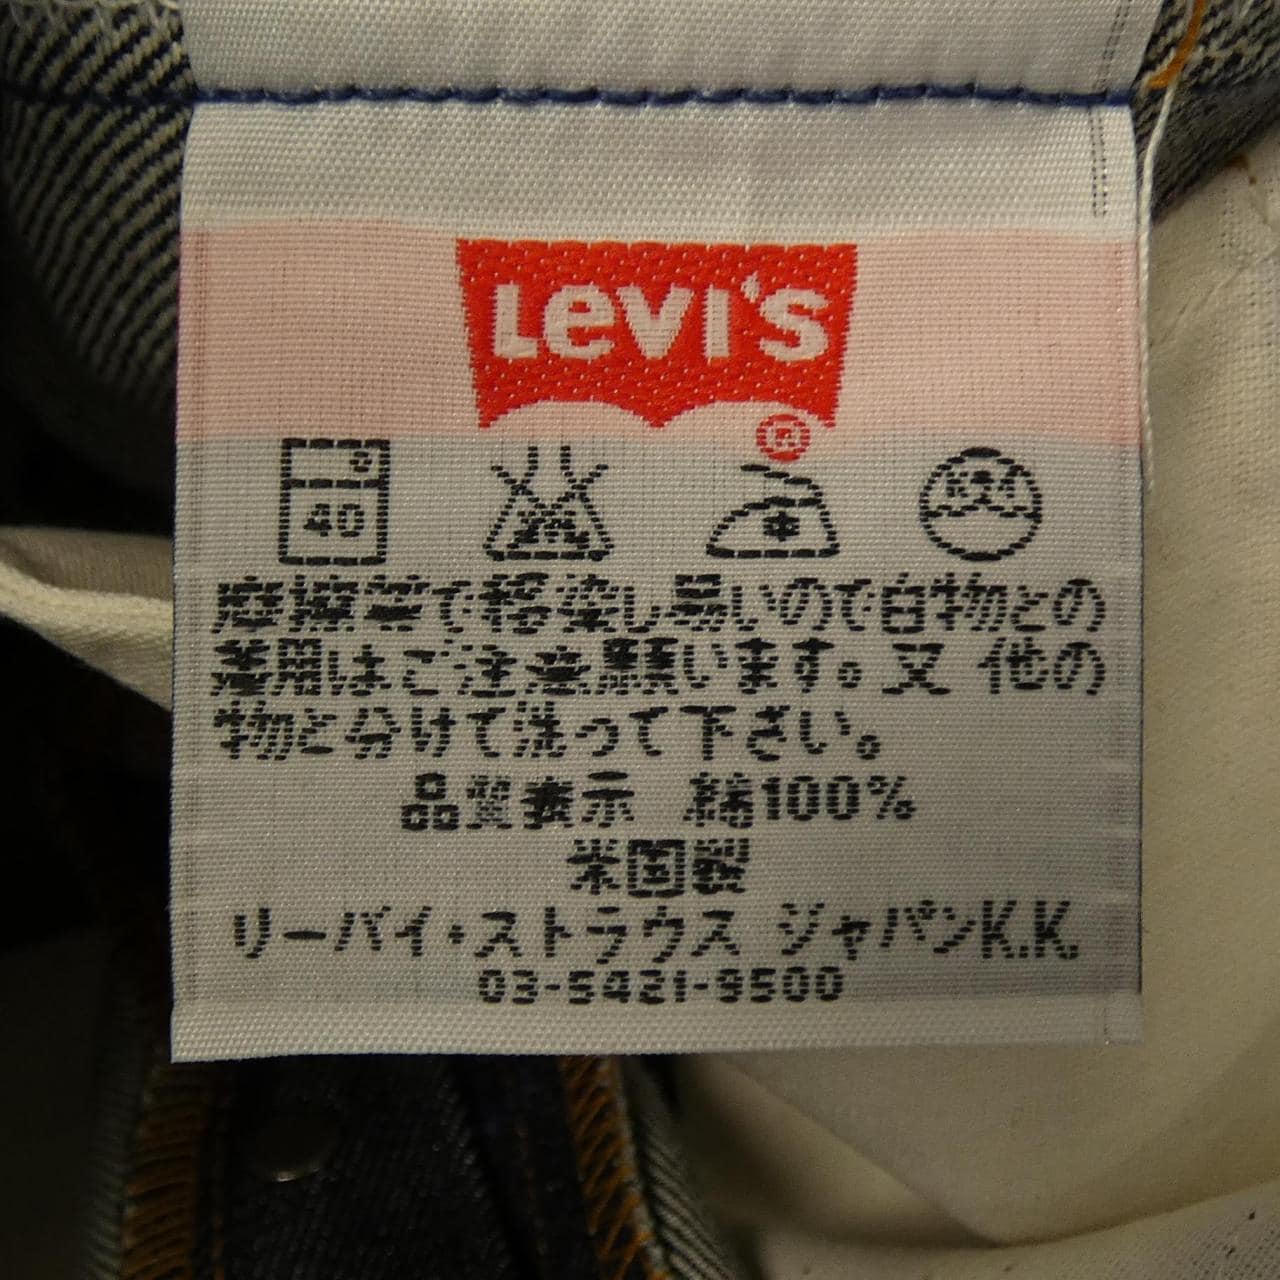 Levi's
®
40
摩擦等で移染し易いので白物との
着用はご注意願います。又 他の
物と分けて洗って下さい。
品質表示 綿100%
米国製
リーバイ・ストラウス ジャパンK.K.
03-5421-9500